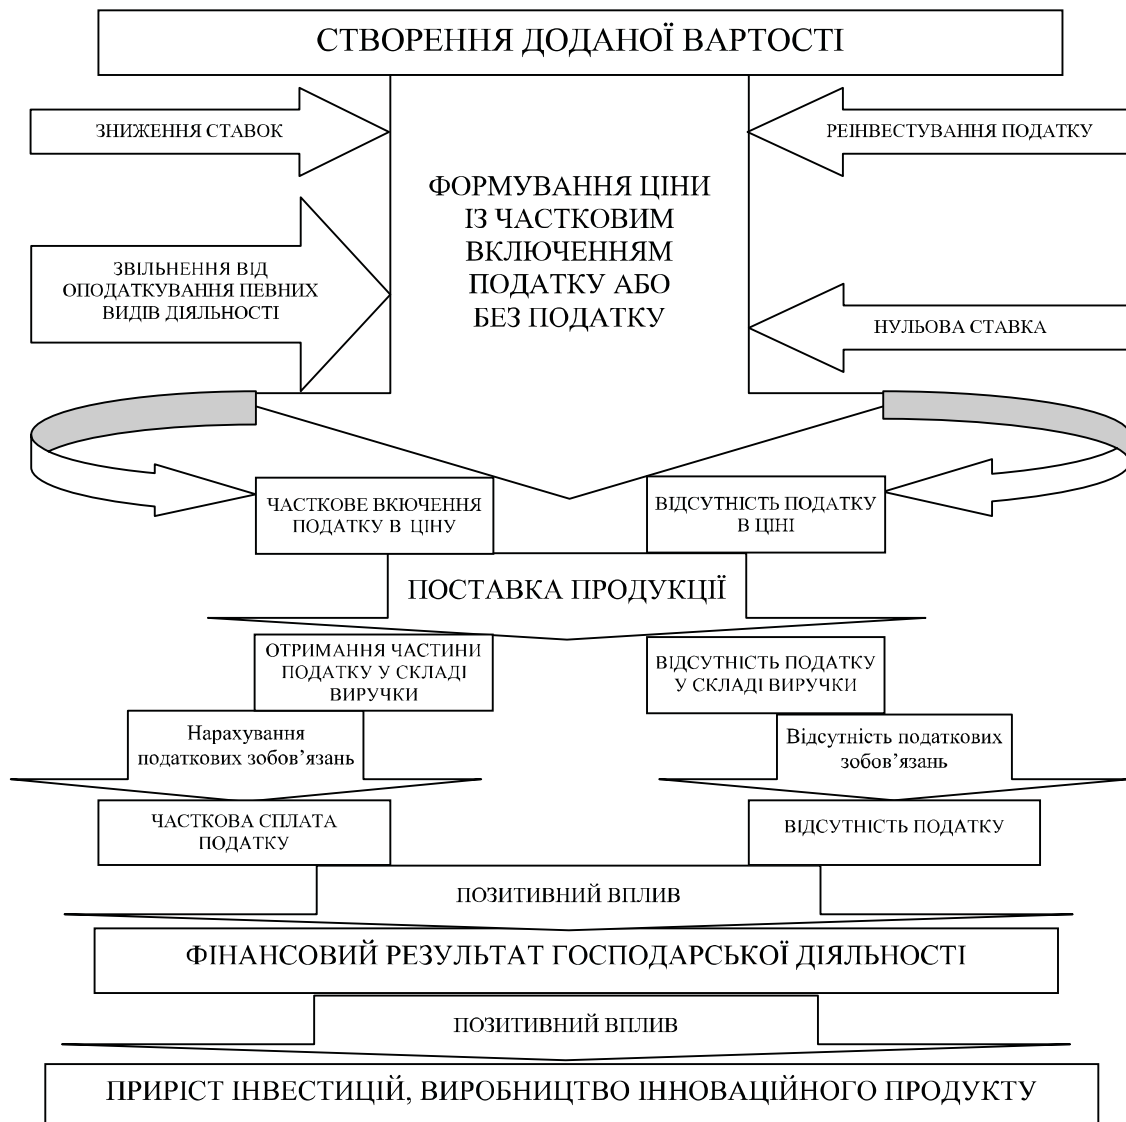 СТВОРЕННЯ ДОДАНОЇ ВАРТОСТІ
ЗНИЖЕННЯ СТАВОК
РЕІНВЕСТУВАННЯ ПОДАТКУ
ФОРМУВАННЯ ЦІНИ
ІЗ ЧАСТКОВИМ
ВКЛЮЧЕННЯМ
ПОДАТКУ АБО
БЕЗ ПОДАТКУ
ЗВІЛЬНЕННЯ ВІД
ОПОДАТКУВАННЯ ПЕВНИХ
ВИДІВ ДІЯЛЬНОСТІ
НУЛЬОВА СТАВКА
ЧАСТКОВЕ ВКЮЧЕННЯ
ПОДАТКУ В ЦІНУ
ВІДСУТНІСТЬ ПОДАТКУ
В ЦІНІ
ПОСТАВКА ПРОДУКЦІЇ
ОТРИМАННЯ ЧАСТИНИ
ПОДАТКУ У СКЛАДІ
ВИРУЧКИ
ВІДСУТНІСТЬ ПОДАТКУ
У СКЛАДІ ВИРУЧКИ
Нарахування
податкових зобов’язань
Відсутність податкових
зобов’язань
ЧАСТКОВА СПЛАТА
ПОДАТКУ
ВІДСУТНІСТЬ ПОДАТКУ
ПОЗИТИВНИЙ ВПЛИВ
ФІНАНСОВИЙ РЕЗУЛЬТАТ ГОСПОДАРСЬКОЇ ДІЯЛЬНОСТІ
ПОЗИТИВНИЙ ВПЛИВ
ПРИРІСТ ІНВЕСТИЦІЙ, ВИРОБНИЦТВО ІННОВАЦІЙНОГО ПРОДУКТУ